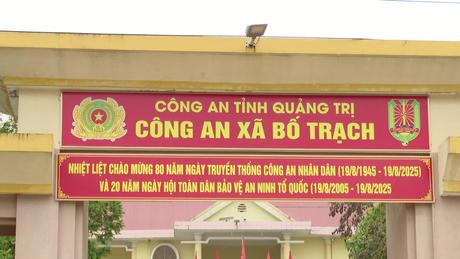 CÔNG AN TỈNH QUẢNG TRỊ
CÔNG AN XÃ BỐ TRẠCH
NHIỆT LIỆT CHÀO MỪNG 80 NĂM NGÀY TRUYỀN THỐNG CÔNG AN NHÂN DÂN (19/8/1945 - 19/8/2025)
VÀ 20 NĂM NGÀY HỘI TOÀN DÂN BẢO VỆ AN NINH TỔ QUỐC (19/8/2005 - 19/8/2025